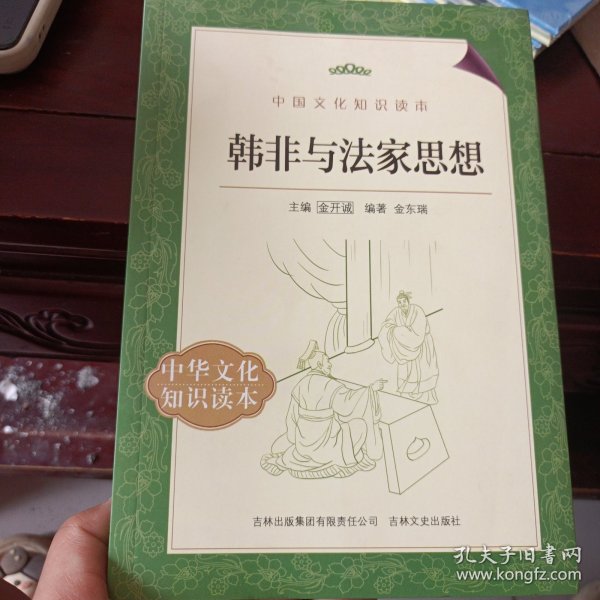 中国文化知识读本
韩非与法家思想
主编 金开诚 编著 金东瑞
中华文化
知识读本
吉林出版集团有限责任公司 吉林文史出版社
孔夫子旧书网
www.kongfz.com